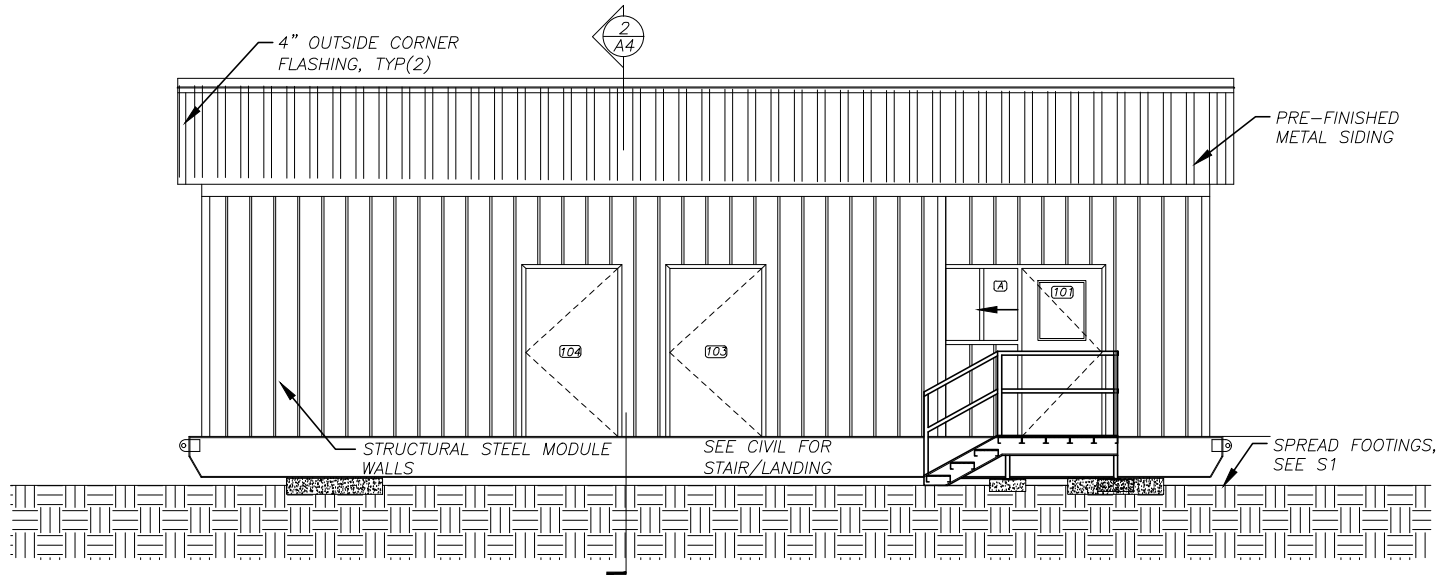 2
A4
4" OUTSIDE CORNER
FLASHING, TYP(2)
PRE-FINISHED
METAL SIDING
A
101
104
103
STRUCTURAL STEEL MODULE
WALLS
SEE CIVIL FOR
STAIR/LANDING
SPREAD FOOTINGS,
SEE S1